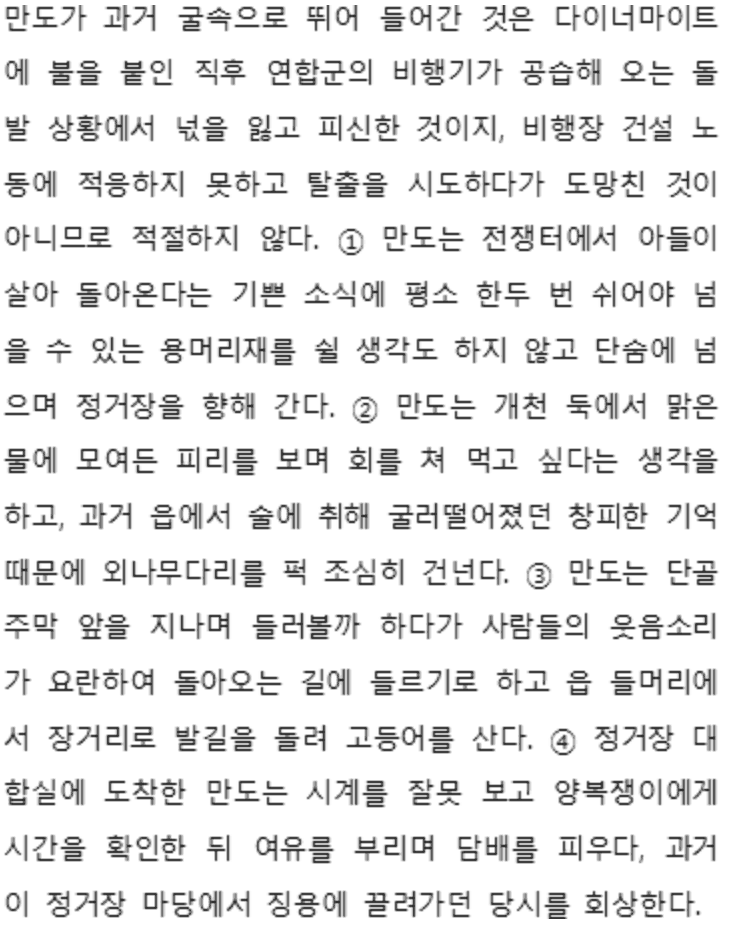 만도가 과거 굴속으로 뛰어 들어간 것은 다이너마이트
에 불을 붙인 직후 연합군의 비행기가 공습해 오는 돌
발 상황에서 넋을 잃고 피신한 것이지, 비행장 건설 노
동에 적응하지 못하고 탈출을 시도하다가 도망친 것이
아니므로 적절하지 않다. ① 만도는 전쟁터에서 아들이
살아 돌아온다는 기쁜 소식에 평소 한두 번 쉬어야 넘
을 수 있는 용머리재를 쉴 생각도 하지 않고 단숨에 넘
으며 정거장을 향해 간다. ② 만도는 개천 둑에서 맑은
물에 모여든 피리를 보며 회를 쳐 먹고 싶다는 생각을
하고, 과거 읍에서 술에 취해 굴러떨어졌던 창피한 기억
때문에 외나무다리를 퍽 조심히 건넌다. ③ 만도는 단골
주막 앞을 지나며 들러볼까 하다가 사람들의 웃음소리
가 요란하여 돌아오는 길에 들르기로 하고 읍 들머리에
서 장거리로 발길을 돌려 고등어를 산다. ④ 정거장 대
합실에 도착한 만도는 시계를 잘못 보고 양복쟁이에게
시간을 확인한 뒤 여유를 부리며 담배를 피우다, 과거
이 정거장 마당에서 징용에 끌려가던 당시를 회상한다.